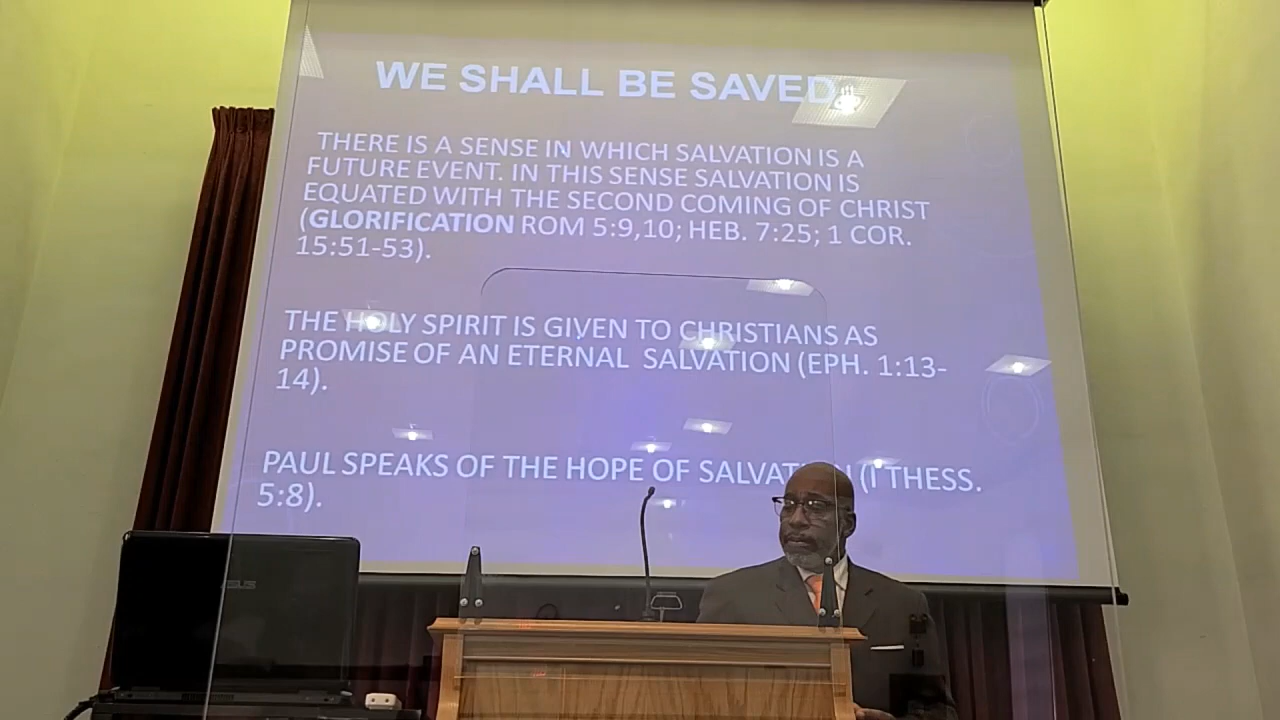 WE SHALL BE SAVED
THERE IS A SENSE IN WHICH SALVATION IS A
FUTURE EVENT. IN THIS SENSE SALVATION IS
EQUATED WITH THE SECOND COMING OF CHRIST
(GLORIFICATION ROM 5:9,10; HEB. 7:25; 1 COR.
15:51-53).
THE HOLY SPIRIT IS GIVEN TO CHRISTIANS AS
PROMISE OF AN ETERNAL SALVATION (EPH. 1:13-
14).
PAUL SPEAKS OF THE HOPE OF SALVATION (I THESS.
5:8).
ASUS